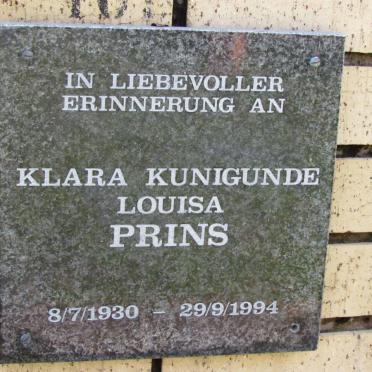 IN LIEBEVOLLER
ERINNERUNG AN
KLARA KUNIGUNDE
LOUISA
PRINS
8/7/1930 – 29/9/1994